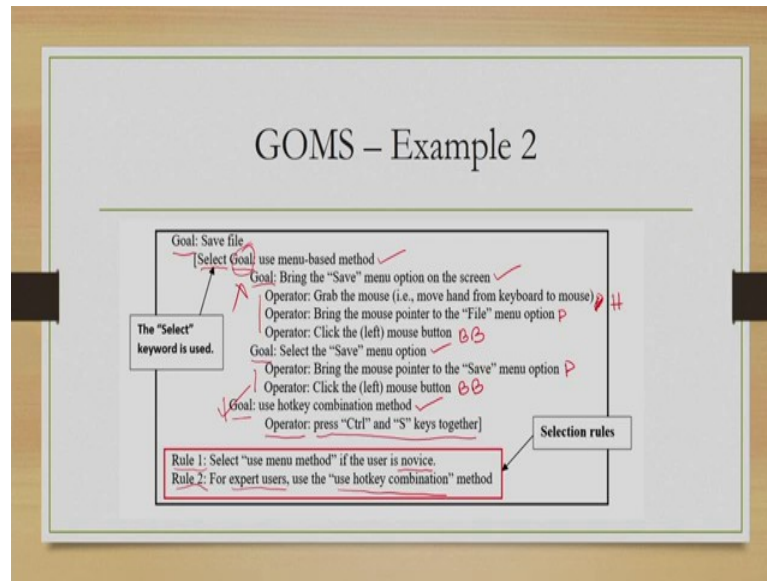 GOMS – Example 2
Goal: Save file
[Select Goal: use menu-based method
Goal: Bring the “Save” menu option on the screen
Operator: Grab the mouse (i.e., move hand from keyboard to mouse) H
Operator: Bring the mouse pointer to the “File” menu option P
Operator: Click the (left) mouse button BB
Goal: Select the “Save” menu option
Operator: Bring the mouse pointer to the “Save” menu option P
Operator: Click the (left) mouse button BB
Goal: use hotkey combination method
Operator: press “Ctrl” and “S” keys together]
The “Select”
keyword is used.
Selection rules
Rule 1: Select “use menu method” if the user is novice.
Rule 2: For expert users, use the “use hotkey combination” method